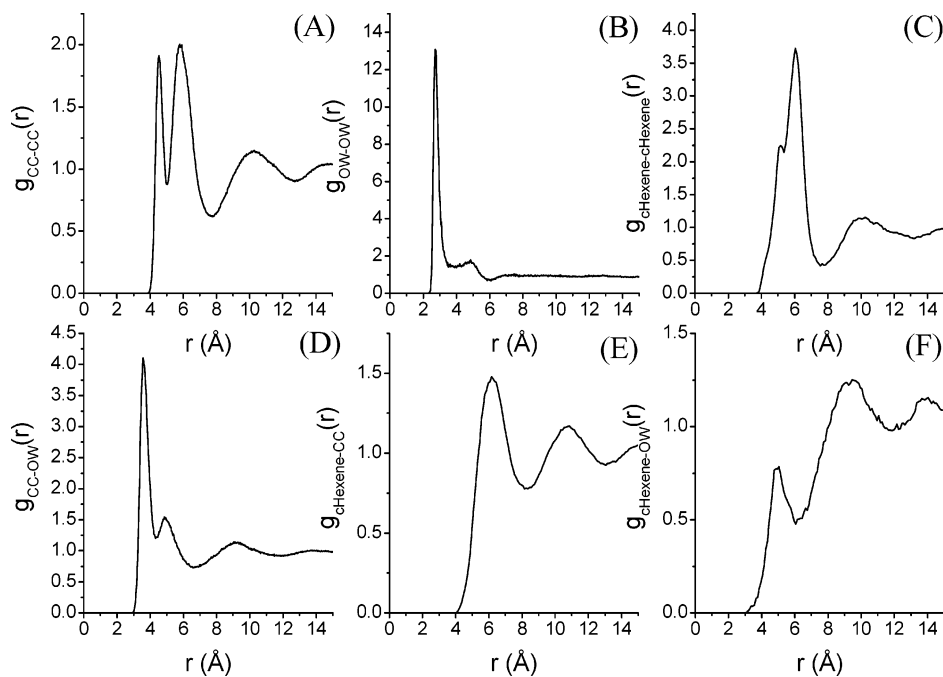 (A)
g_CC-CC(r)
2.0
1.5
1.0
0.5
0.0
0 2 4 6 8 10 12 14
r (Å)
(B)
g_OW-OW(r)
14
12
10
8
6
4
2
0
0 2 4 6 8 10 12 14
r (Å)
(C)
g_cHexene-cHexene(r)
4.0
3.5
3.0
2.5
2.0
1.5
1.0
0.5
0.0
0 2 4 6 8 10 12 14
r (Å)
(D)
g_CC-OW(r)
4.5
4.0
3.5
3.0
2.5
2.0
1.5
1.0
0.5
0.0
0 2 4 6 8 10 12 14
r (Å)
(E)
g_cHexene-CC(r)
1.5
1.0
0.5
0.0
0 2 4 6 8 10 12 14
r (Å)
(F)
g_cHexene-OW(r)
1.5
1.0
0.5
0.0
0 2 4 6 8 10 12 14
r (Å)